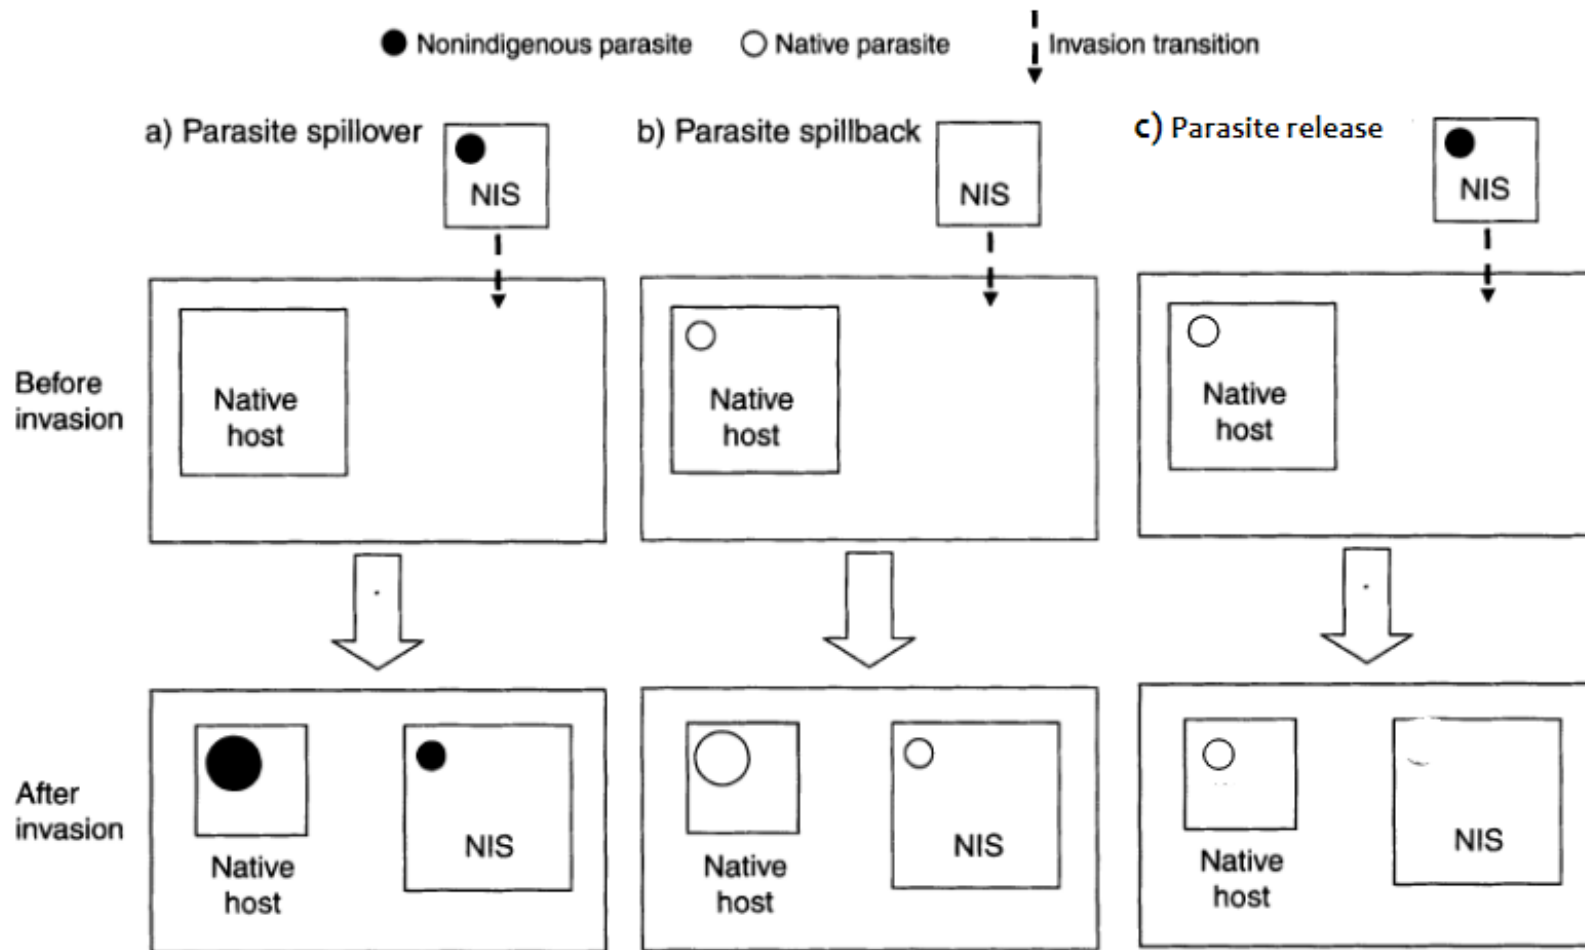 Nonindigenous parasite
Native parasite
Invasion transition
a) Parasite spillover
b) Parasite spillback
c) Parasite release
NIS
NIS
NIS
Before
invasion
Native
host
Native
host
Native
host
After
invasion
Native
host
NIS
Native
host
NIS
Native
host
NIS